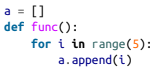 a = []
def func():
    for i in range(5):
        a.append(i)